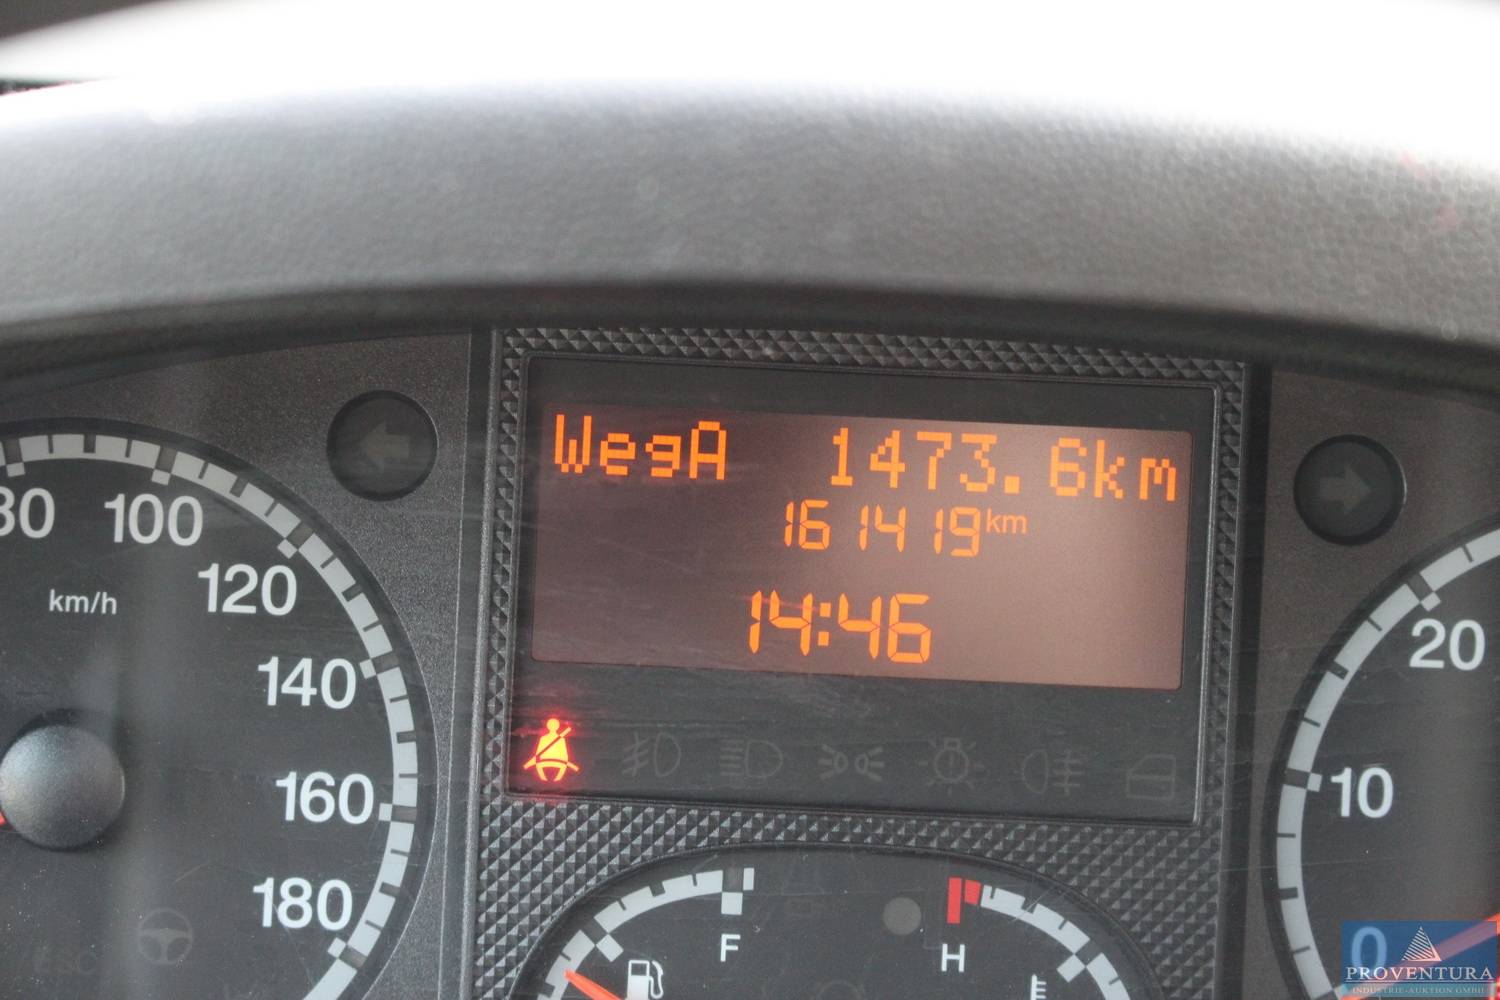 WegA 1473.6km
161419km
14:46
80
100
120
140
160
180
km/h
20
10
0
F
H
E
PROVENTURA
INDUSTRIE-AUKTION GMBH